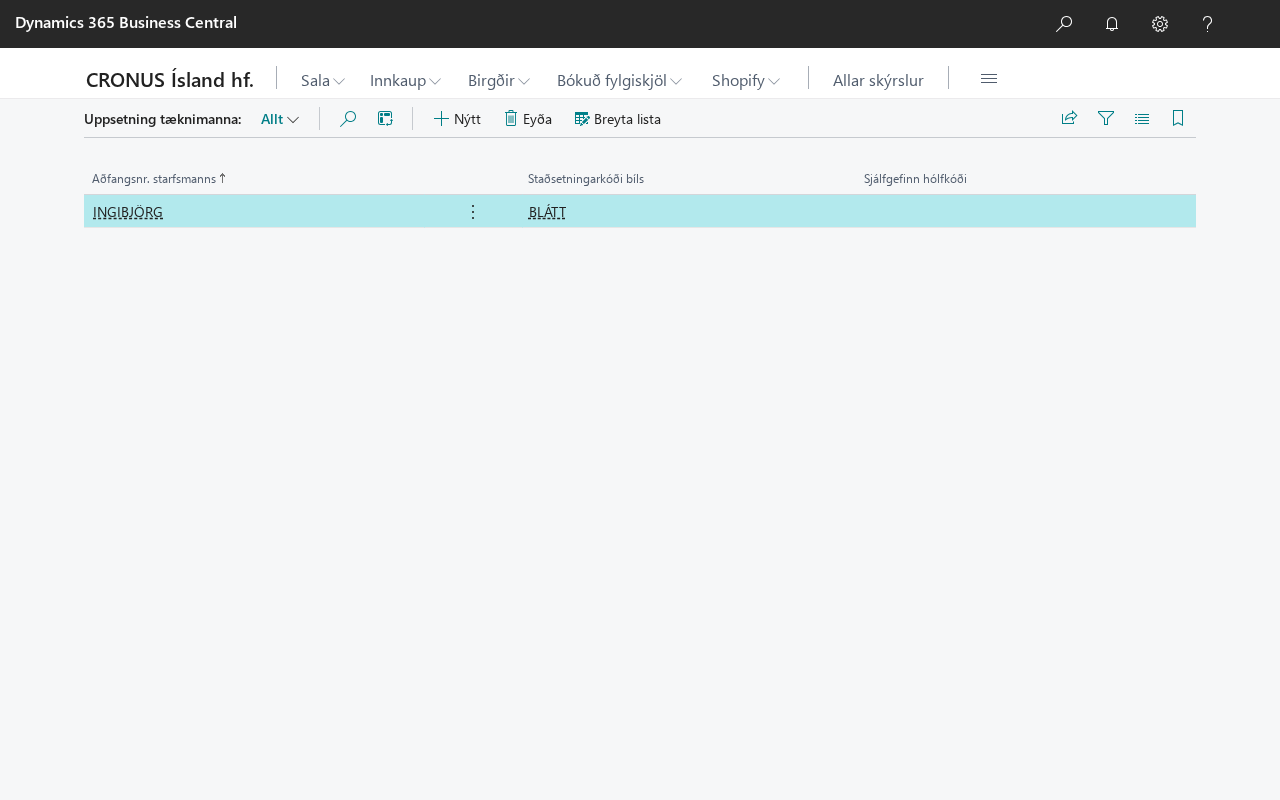 Dynamics 365 Business Central
CRONUS Ísland hf. Sala Innkaup Birgðir Bókuð fylgiskjöl Shopify Allar skýrslur
Uppsetning tæknimanna: Allt Nýtt Eyða Breyta lista
Aðfangsnr. starfsmanns ↑ Staðsetningarkóði bíls Sjálfgefinn hólfkóði
INGIBJÖRG BLÁTT